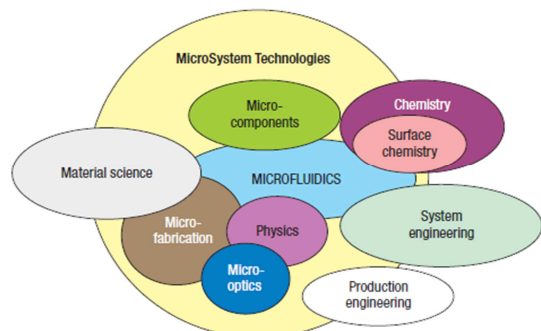 MicroSystem Technologies
Micro-
components
Chemistry
Surface
chemistry
Material science
MICROFLUIDICS
Micro-
fabrication
Physics
System
engineering
Micro-
optics
Production
engineering